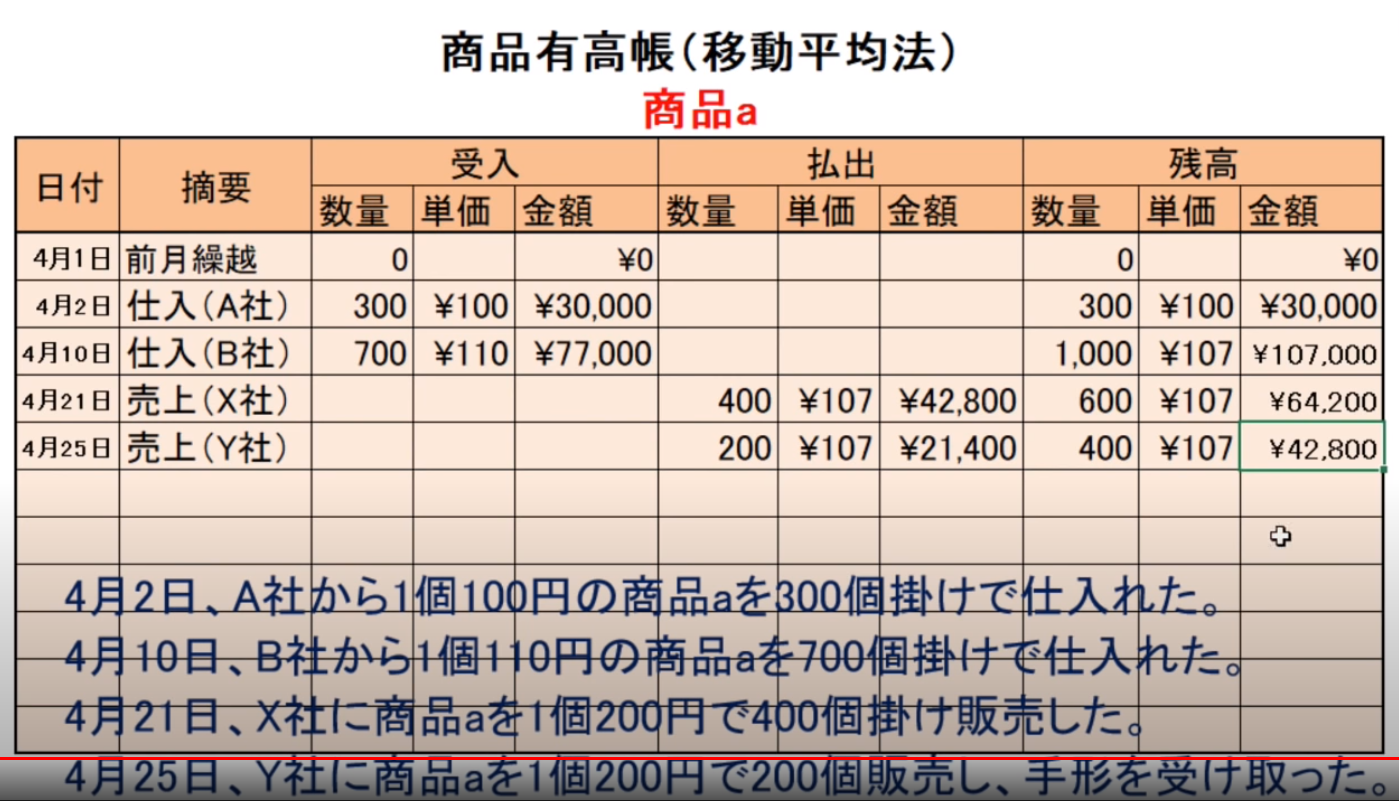 商品有高帳（移動平均法）
商品a
日付 摘要 受入 払出 残高
数量 単価 金額 数量 単価 金額 数量 単価 金額
4月1日 前月繰越 0 ¥0 0 ¥0
4月2日 仕入（A社） 300 ¥100 ¥30,000 300 ¥100 ¥30,000
4月10日 仕入（B社） 700 ¥110 ¥77,000 1,000 ¥107 ¥107,000
4月21日 売上（X社） 400 ¥107 ¥42,800 600 ¥107 ¥64,200
4月25日 売上（Y社） 200 ¥107 ¥21,400 400 ¥107 ¥42,800
4月2日、A社から1個100円の商品aを300個掛けで仕入れた。
4月10日、B社から1個110円の商品aを700個掛けで仕入れた。
4月21日、X社に商品aを1個200円で400個掛け販売した。
4月25日、Y社に商品aを1個200円で200個販売し、手形を受け取った。